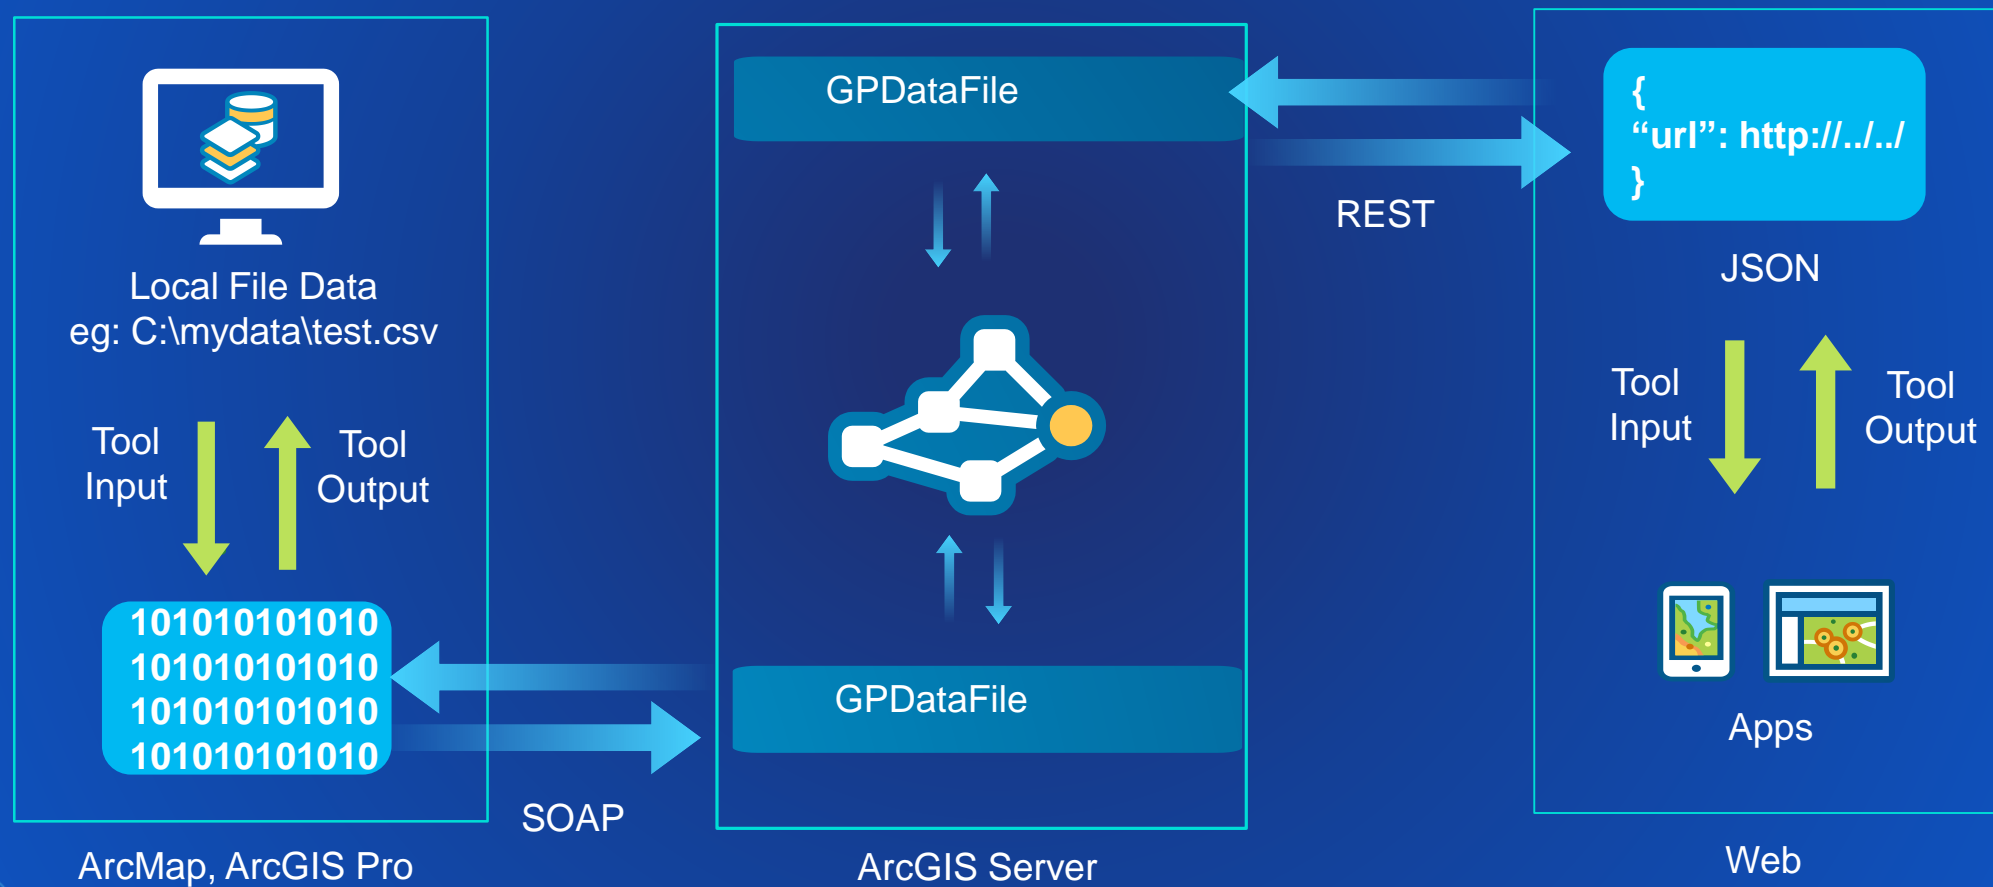 Local File Data
eg: C:\mydata\test.csv
Tool
Input
Tool
Output
101010101010
101010101010
101010101010
101010101010
ArcMap, ArcGIS Pro
SOAP
GPDataFile
GPDataFile
ArcGIS Server
REST
{
“url”: http://../../
}
JSON
Tool
Input
Tool
Output
Apps
Web